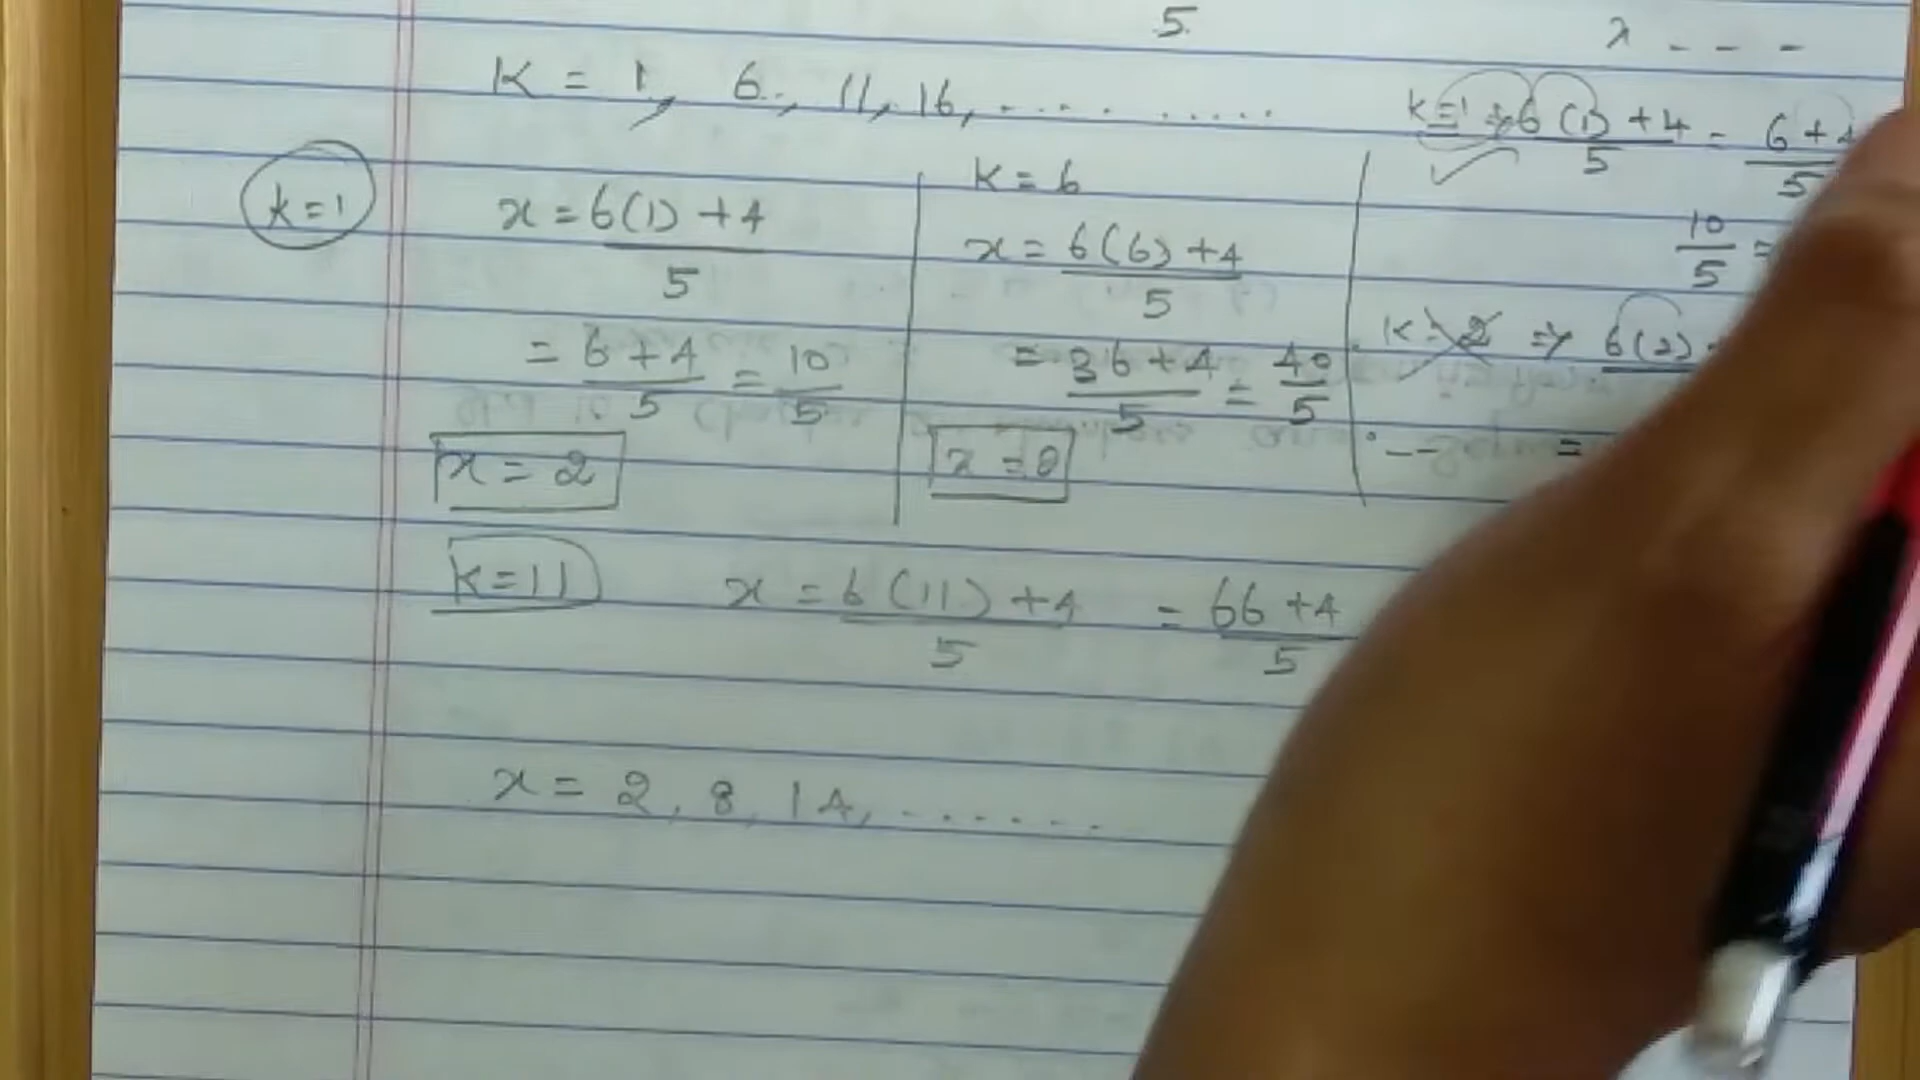 5
K = 1, 6, 11, 16, .... .....
k=1 ⇒ 6(1)+4/5 = 6+4/5
k=1
x = 6(1)+4/5
= 6+4/5 = 10/5
x = 2
K = 6
x = 6(6)+4/5
= 36+4/5 = 40/5
x = 8
10/5 =
K=2 ⇒ 6(2)
-- =
k=11 x = 6(11)+4/5 = 66+4/5
x = 2, 8, 14, ......